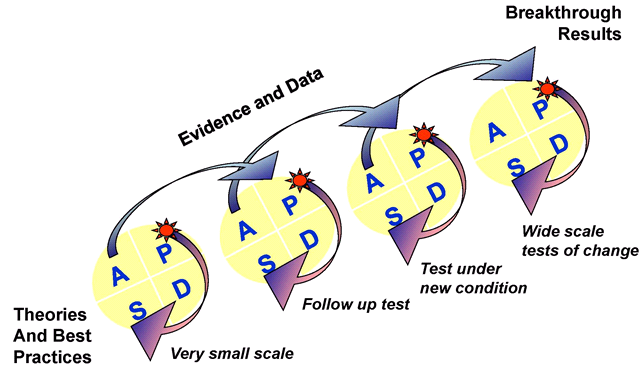 Breakthrough
Results
Evidence and Data
A P
S D
A P
S D
A P
S D
A P
S D
Wide scale
tests of change
Test under
new condition
Follow up test
Very small scale
Theories
And Best
Practices